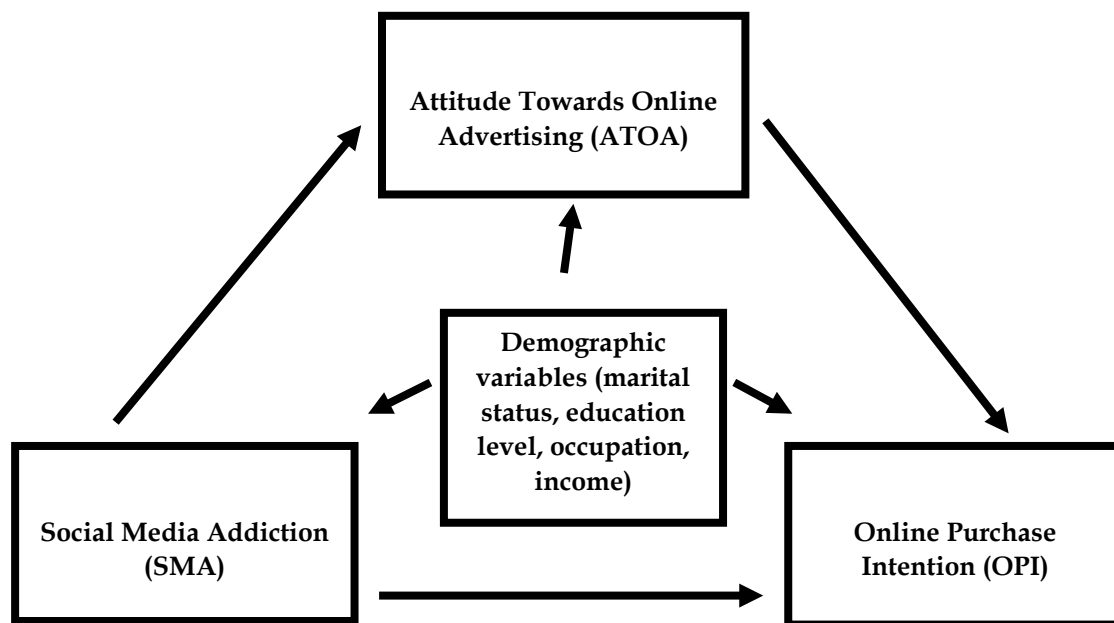 Attitude Towards Online
Advertising (ATOA)
Demographic
variables (marital
status, education
level, occupation,
income)
Social Media Addiction
(SMA)
Online Purchase
Intention (OPI)